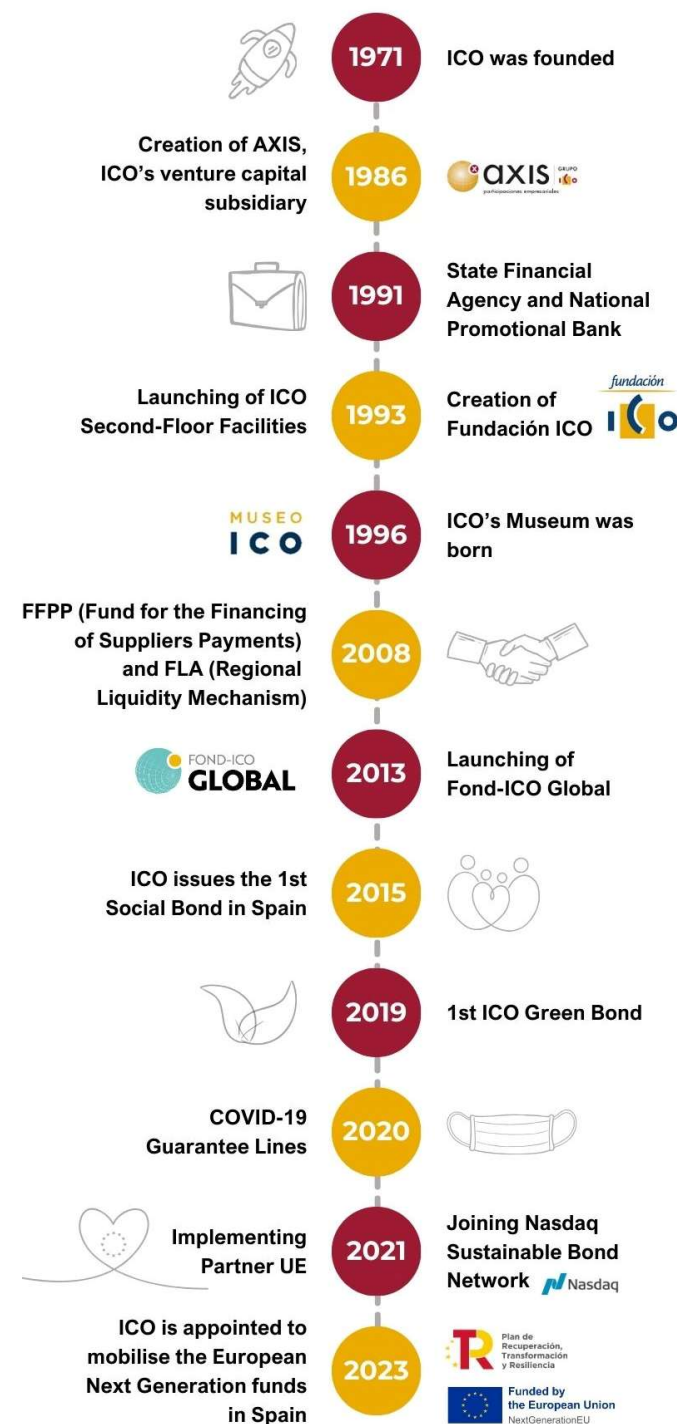 1971
ICO was founded
Creation of AXIS,
ICO's venture capital
subsidiary
1986
axis
GRUPO
ICO
participaciones empresariales
1991
State Financial
Agency and National
Promotional Bank
Launching of ICO
Second-Floor Facilities
1993
Creation of
Fundación ICO
fundación
ICO
MUSEO
ICO
1996
ICO's Museum was
born
FFPP (Fund for the Financing
of Suppliers Payments)
and FLA (Regional
Liquidity Mechanism)
2008
FOND-ICO
GLOBAL
2013
Launching of
Fond-ICO Global
ICO issues the 1st
Social Bond in Spain
2015
2019
1st ICO Green Bond
COVID-19
Guarantee Lines
2020
Implementing
Partner UE
2021
Joining Nasdaq
Sustainable Bond
Network
Nasdaq
ICO is appointed to
mobilise the European
Next Generation funds
in Spain
2023
Plan de
Recuperación,
Transformación
y Resiliencia
Funded by
the European Union
NextGenerationEU